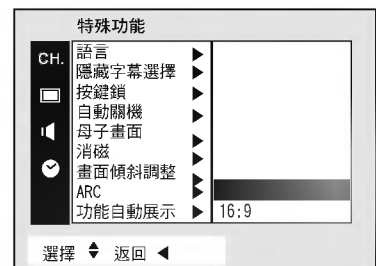 特殊功能
CH.
語言
隱藏字幕選擇
按鍵鎖
自動關機
母子畫面
消磁
畫面傾斜調整
ARC
功能自動展示
16:9
選擇 返回